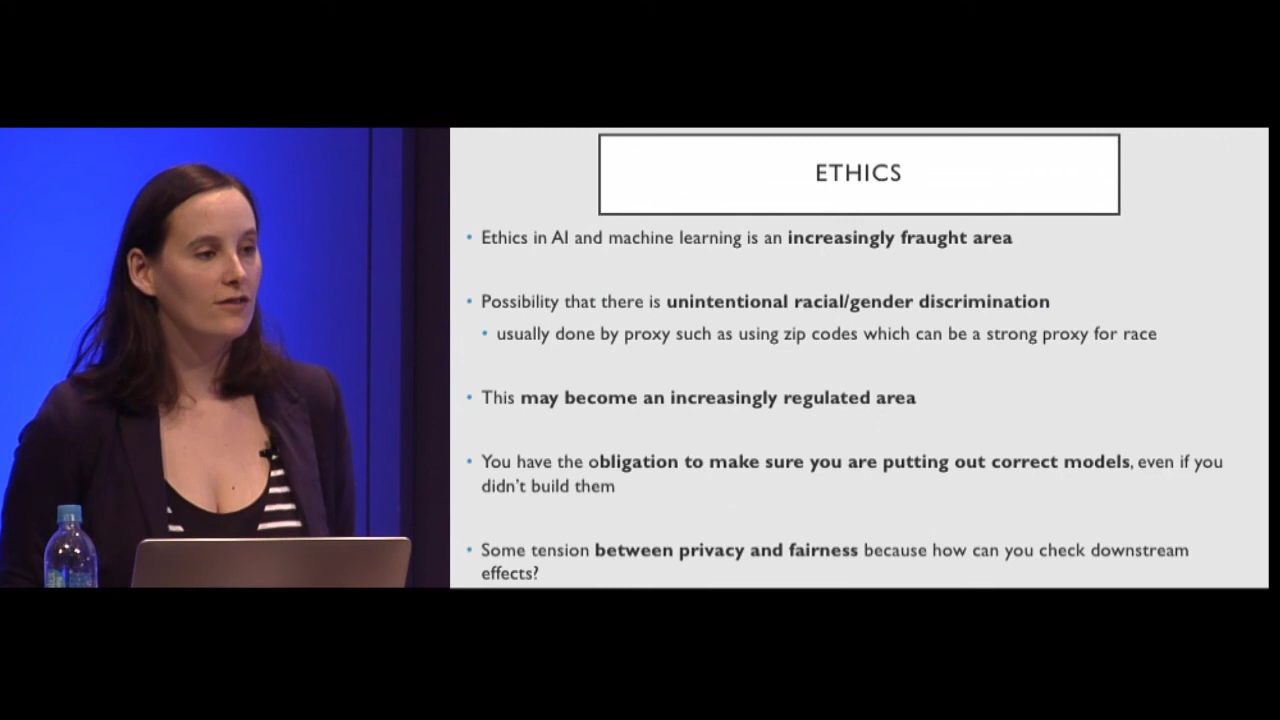 ETHICS
• Ethics in AI and machine learning is an increasingly fraught area
• Possibility that there is unintentional racial/gender discrimination
• usually done by proxy such as using zip codes which can be a strong proxy for race
• This may become an increasingly regulated area
• You have the obligation to make sure you are putting out correct models, even if you
didn't build them
• Some tension between privacy and fairness because how can you check downstream
effects?